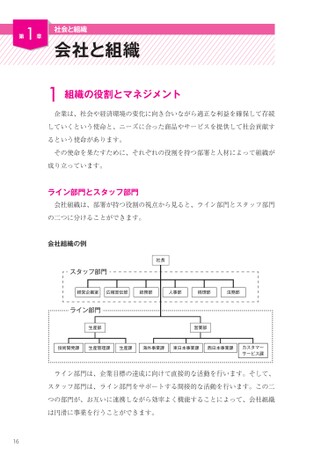 第1章
社会と組織
会社と組織
1 組織の役割とマネジメント
企業は、社会や経済環境の変化に向き合いながら適正な利益を確保して存続
していくという使命と、ニーズに合った商品やサービスを提供して社会貢献す
るという使命があります。
その使命を果たすために、それぞれの役割を持つ部署と人材によって組織が
成り立っています。
ライン部門とスタッフ部門
会社組織は、部署が持つ役割の視点から見ると、ライン部門とスタッフ部門
の二つに分けることができます。
会社組織の例
社長
スタッフ部門
経営企画室 広報宣伝部 総務部 人事部 経理部 法務部
ライン部門
生産部 営業部
技術開発課 生産管理課 生産課 海外事業課 東日本事業課 西日本事業課 カスタマー
サービス課
ライン部門は、企業目標の達成に向けて直接的な活動を行います。そして、
スタッフ部門は、ライン部門をサポートする間接的な活動を行います。この二
つの部門が、お互いに連携しながら効率よく機能することによって、会社組織
は円滑に事業を行うことができます。
16